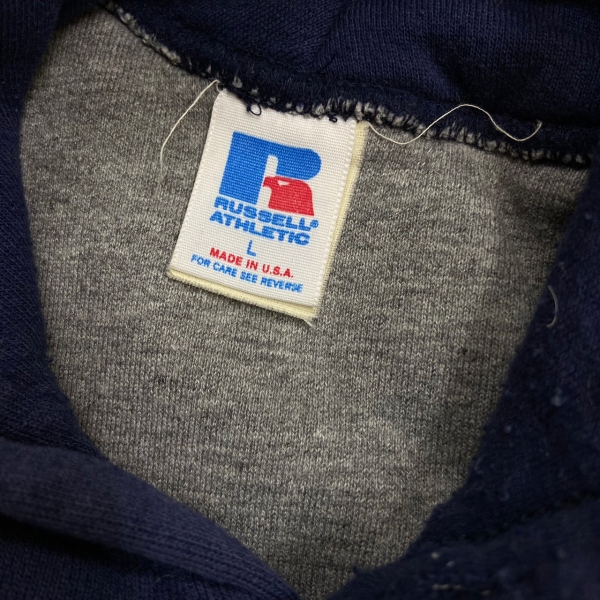 R
RUSSELL®
ATHLETIC
L
MADE IN U.S.A.
FOR CARE SEE REVERSE